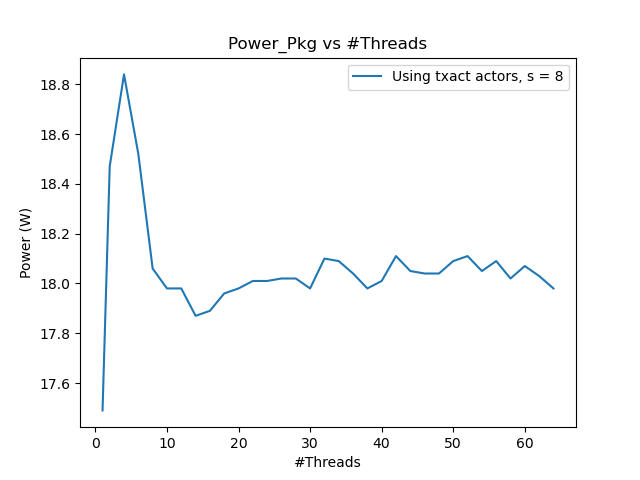 Power_Pkg vs #Threads
Using txact actors, s = 8
18.8
18.6
18.4
18.2
18.0
17.8
17.6
Power (W)
0 10 20 30 40 50 60
#Threads